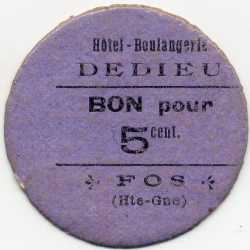 Hôtel-Boulangerie
DEDIEU
BON pour
5 cent.
FOS
(Hte-Gne)